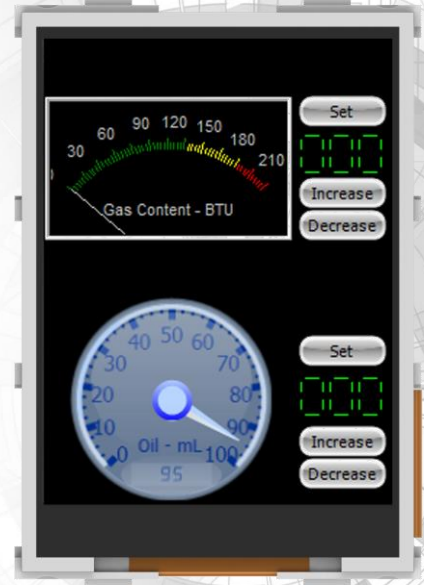 Set
30 60 90 120 150 180 210
000
Increase
Gas Content - BTU
Decrease
0 10 20 30 40 50 60 70 80 90 100
Set
000
Oil - mL
Increase
95
Decrease